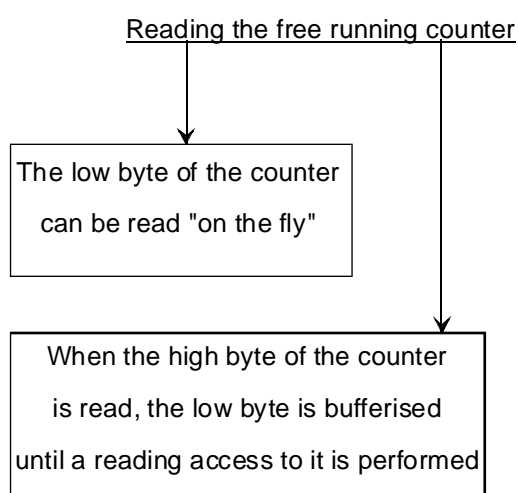 Reading the free running counter
The low byte of the counter
can be read "on the fly"
When the high byte of the counter
is read, the low byte is bufferised
until a reading access to it is performed